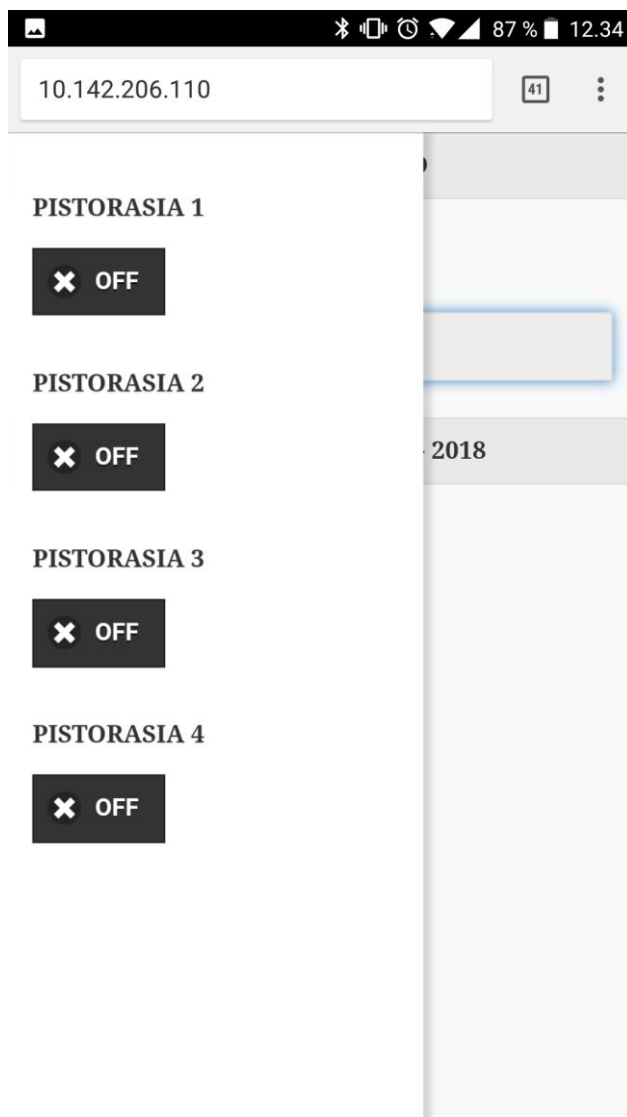 87 % 12.34
10.142.206.110
41
PISTORASIA 1
OFF
PISTORASIA 2
OFF
2018
PISTORASIA 3
OFF
PISTORASIA 4
OFF